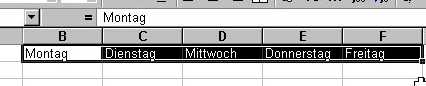 = Montag
B C D E F
Montag Dienstag Mittwoch Donnerstag Freitag